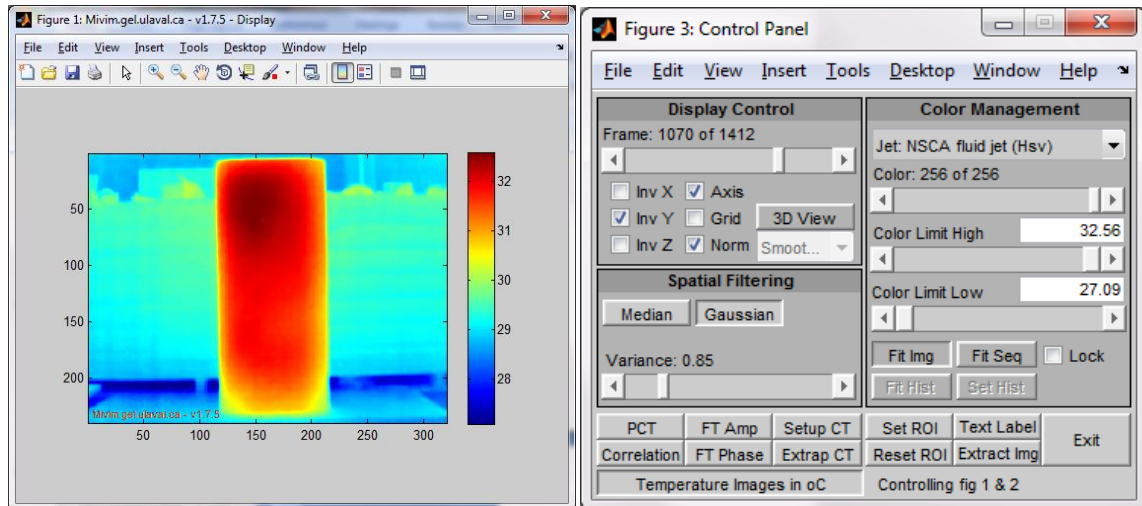 Figure 1: Mivim.gel.ulaval.ca - v1.7.5 - Display
File Edit View Insert Tools Desktop Window Help
50
100
150
200
50 100 150 200 250 300
32
31
30
29
28
Mivim.gel.ulaval.ca - v1.7.5
Figure 3: Control Panel
File Edit View Insert Tools Desktop Window Help
Display Control
Frame: 1070 of 1412
Inv X Axis
Inv Y Grid 3D View
Inv Z Norm Smoot...
Spatial Filtering
Median Gaussian
Variance: 0.85
Color Management
Jet: NSCA fluid jet (Hsv)
Color: 256 of 256
Color Limit High 32.56
Color Limit Low 27.09
Fit Img Fit Seq Lock
Fit Hist Set Hist
PCT FT Amp Setup CT Set ROI Text Label Exit
Correlation FT Phase Extrap CT Reset ROI Extract Img
Temperature Images in oC Controlling fig 1 & 2